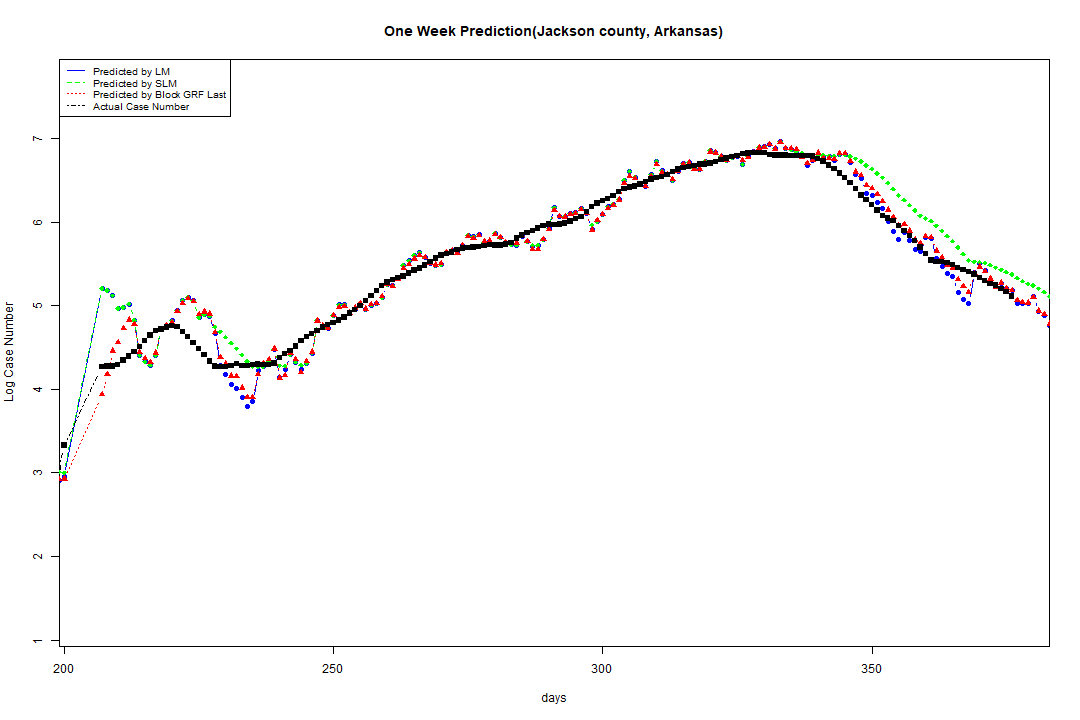 One Week Prediction(Jackson county, Arkansas)
Predicted by LM
Predicted by SLM
Predicted by Block GRF Last
Actual Case Number
7
6
5
4
3
2
1
Log Case Number
200 250 300 350
days